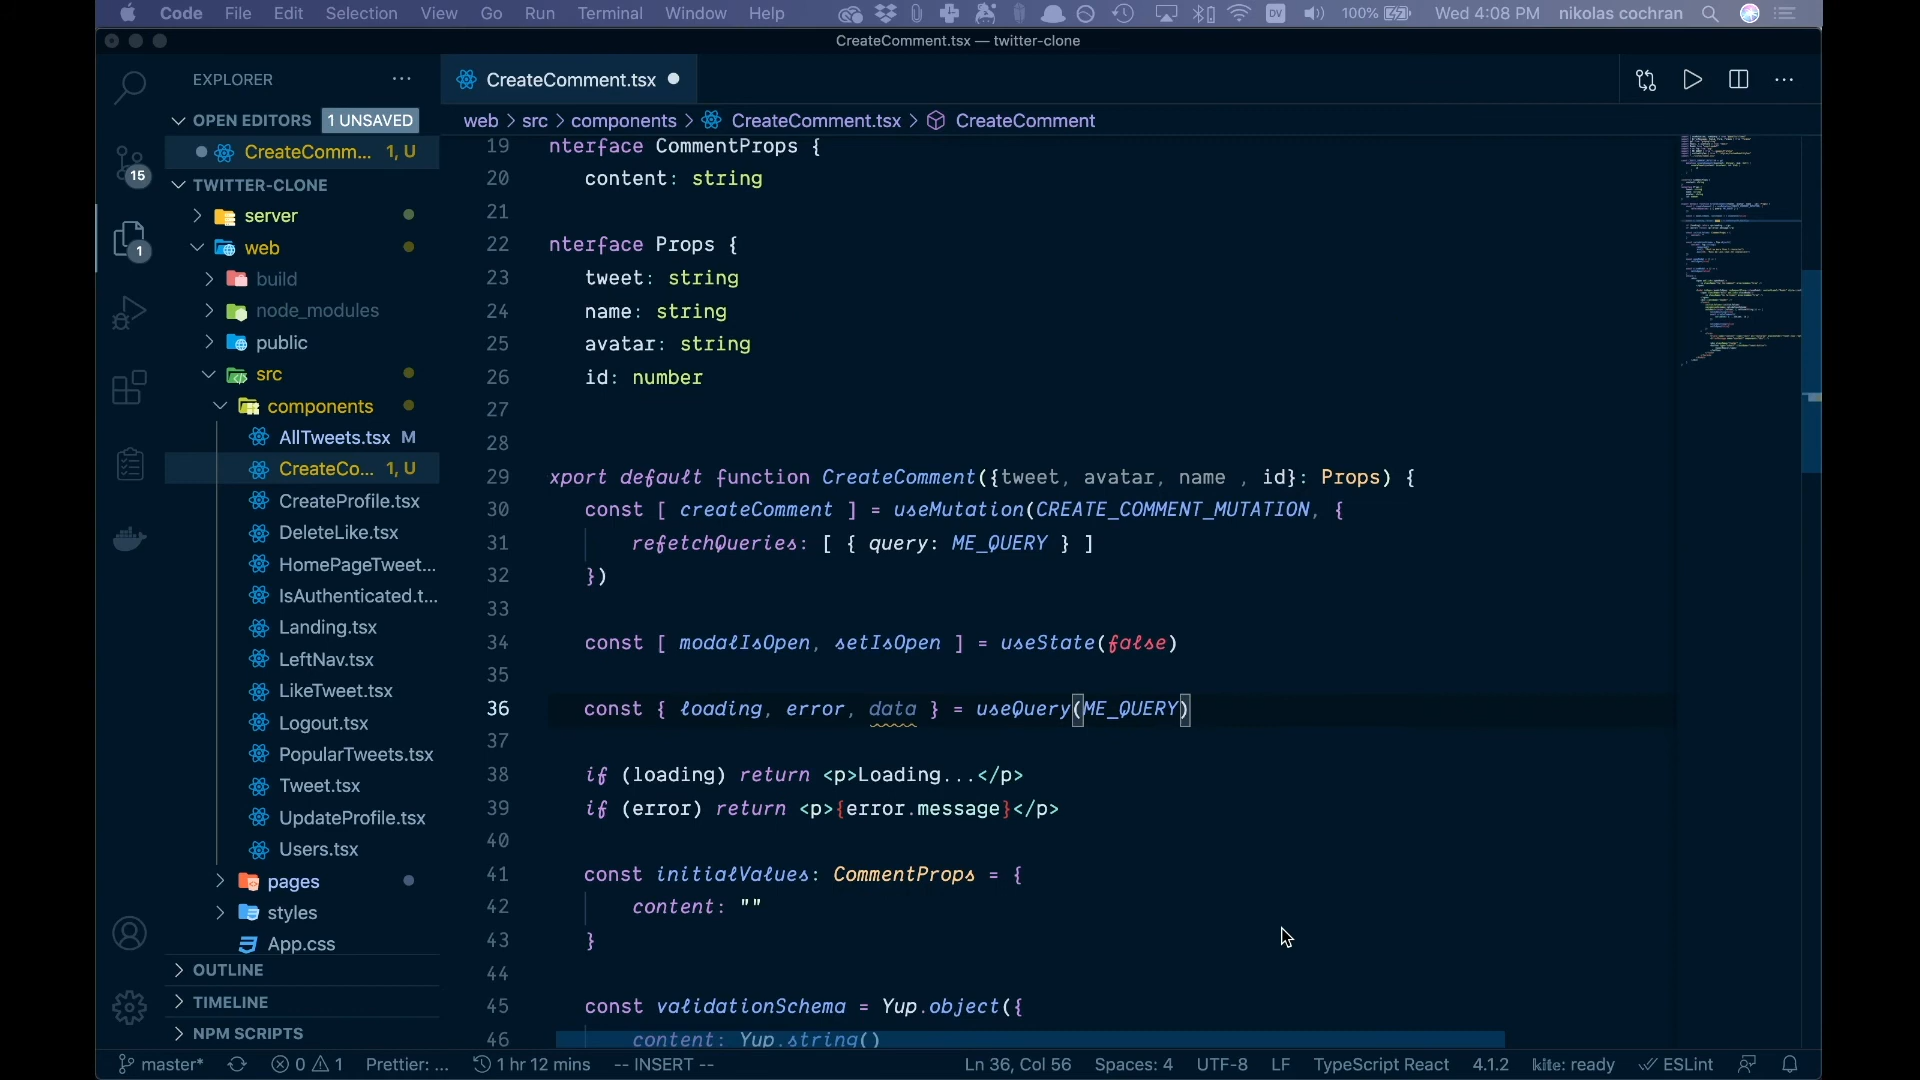 Code File Edit Selection View Go Run Terminal Window Help DV 100% Wed 4:08 PM nikolas cochran
CreateComment.tsx — twitter-clone
EXPLORER ···
CreateComment.tsx
OPEN EDITORS 1 UNSAVED
web > src > components > CreateComment.tsx > CreateComment
CreateComm... 1, U
15
TWITTER-CLONE
server
web
1
build
node_modules
public
src
components
AllTweets.tsx M
CreateCo... 1, U
CreateProfile.tsx
DeleteLike.tsx
HomePageTweet...
IsAuthenticated.t...
Landing.tsx
LeftNav.tsx
LikeTweet.tsx
Logout.tsx
PopularTweets.tsx
Tweet.tsx
UpdateProfile.tsx
Users.tsx
pages
styles
App.css
OUTLINE
TIMELINE
NPM SCRIPTS
19 nterface CommentProps {
20 content: string
21
22 nterface Props {
23 tweet: string
24 name: string
25 avatar: string
26 id: number
27
28
29 xport default function CreateComment({tweet, avatar, name , id}: Props) {
30 const [ createComment ] = useMutation(CREATE_COMMENT_MUTATION, {
31 refetchQueries: [ { query: ME_QUERY } ]
32 })
33
34 const [ modalIsOpen, setIsOpen ] = useState(false)
35
36 const { loading, error, data } = useQuery(ME_QUERY)
37
38 if (loading) return <p>Loading...</p>
39 if (error) return <p>{error.message}</p>
40
41 const initialValues: CommentProps = {
42 content: ""
43 }
44
45 const validationSchema = Yup.object({
46 content: Yup.string()
master* 0 1 Prettier: ... 1 hr 12 mins -- INSERT -- Ln 36, Col 56 Spaces: 4 UTF-8 LF TypeScript React 4.1.2 kite: ready ESLint